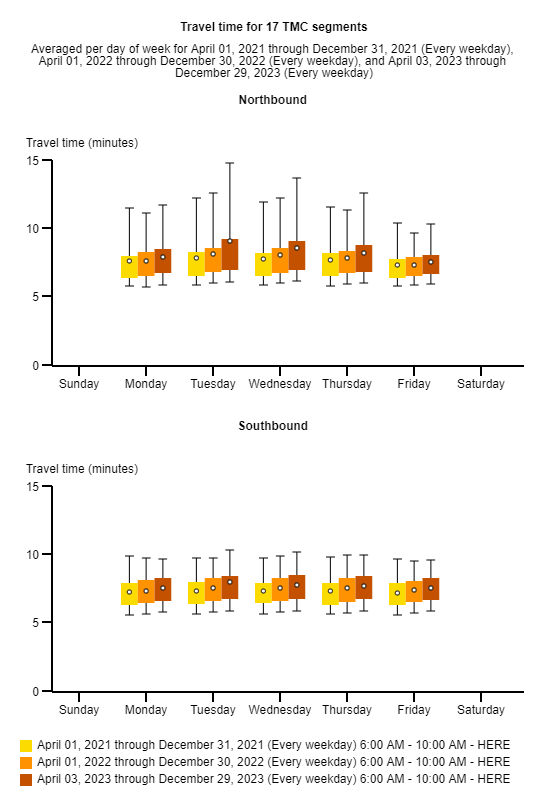 Travel time for 17 TMC segments
Averaged per day of week for April 01, 2021 through December 31, 2021 (Every weekday),
April 01, 2022 through December 30, 2022 (Every weekday), and April 03, 2023 through
December 29, 2023 (Every weekday)
Northbound
Travel time (minutes)
15
10
5
0
Sunday Monday Tuesday Wednesday Thursday Friday Saturday
Southbound
Travel time (minutes)
15
10
5
0
Sunday Monday Tuesday Wednesday Thursday Friday Saturday
April 01, 2021 through December 31, 2021 (Every weekday) 6:00 AM - 10:00 AM - HERE
April 01, 2022 through December 30, 2022 (Every weekday) 6:00 AM - 10:00 AM - HERE
April 03, 2023 through December 29, 2023 (Every weekday) 6:00 AM - 10:00 AM - HERE